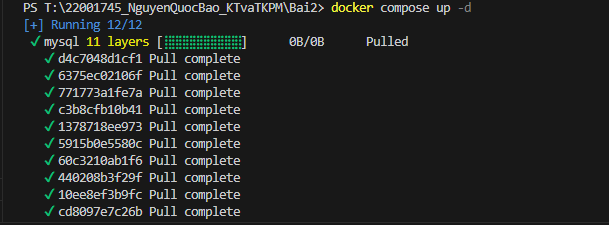 PS T:\22001745_NguyenQuocBao_KTvaTKPM\Bai2> docker compose up -d
[+] Running 12/12
✓ mysql 11 layers [⣿⣿⣿⣿⣿⣿⣿⣿⣿⣿⣿] 0B/0B Pulled
✓ d4c7048d1cf1 Pull complete
✓ 6375ec02106f Pull complete
✓ 771773a1fe7a Pull complete
✓ c3b8cfb10b41 Pull complete
✓ 1378718ee973 Pull complete
✓ 5915b0e5580c Pull complete
✓ 60c3210ab1f6 Pull complete
✓ 440208b3f29f Pull complete
✓ 10ee8ef3b9fc Pull complete
✓ cd8097e7c26b Pull complete